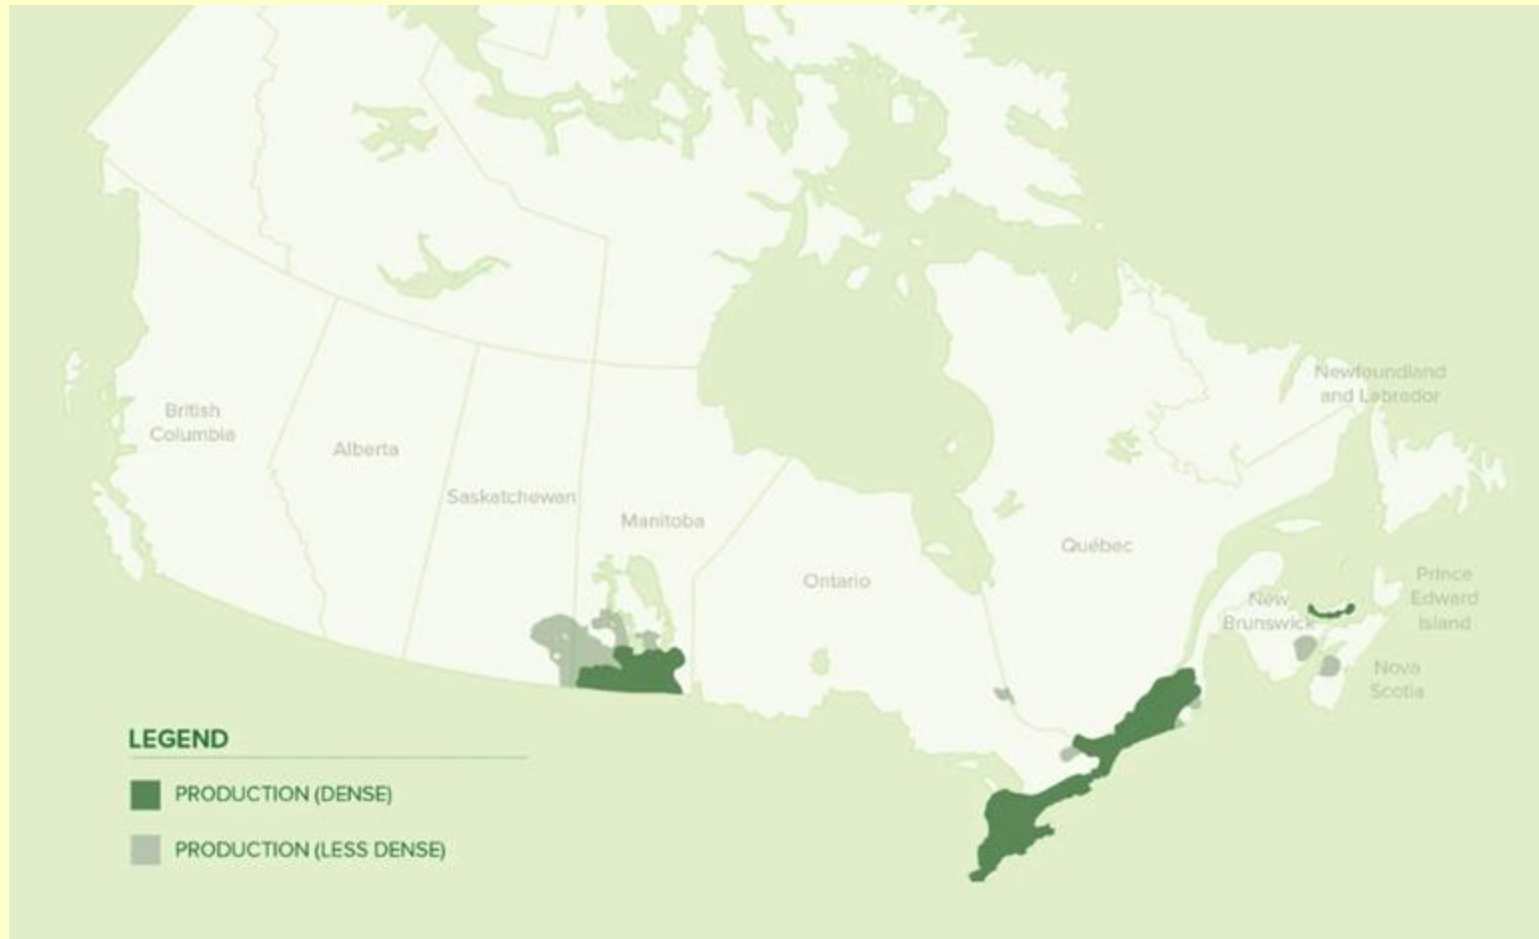 British
Columbia
Alberta
Saskatchewan
Manitoba
Ontario
Québec
Newfoundland
and Labrador
New
Brunswick
Prince
Edward
Island
Nova
Scotia
LEGEND
PRODUCTION (DENSE)
PRODUCTION (LESS DENSE)